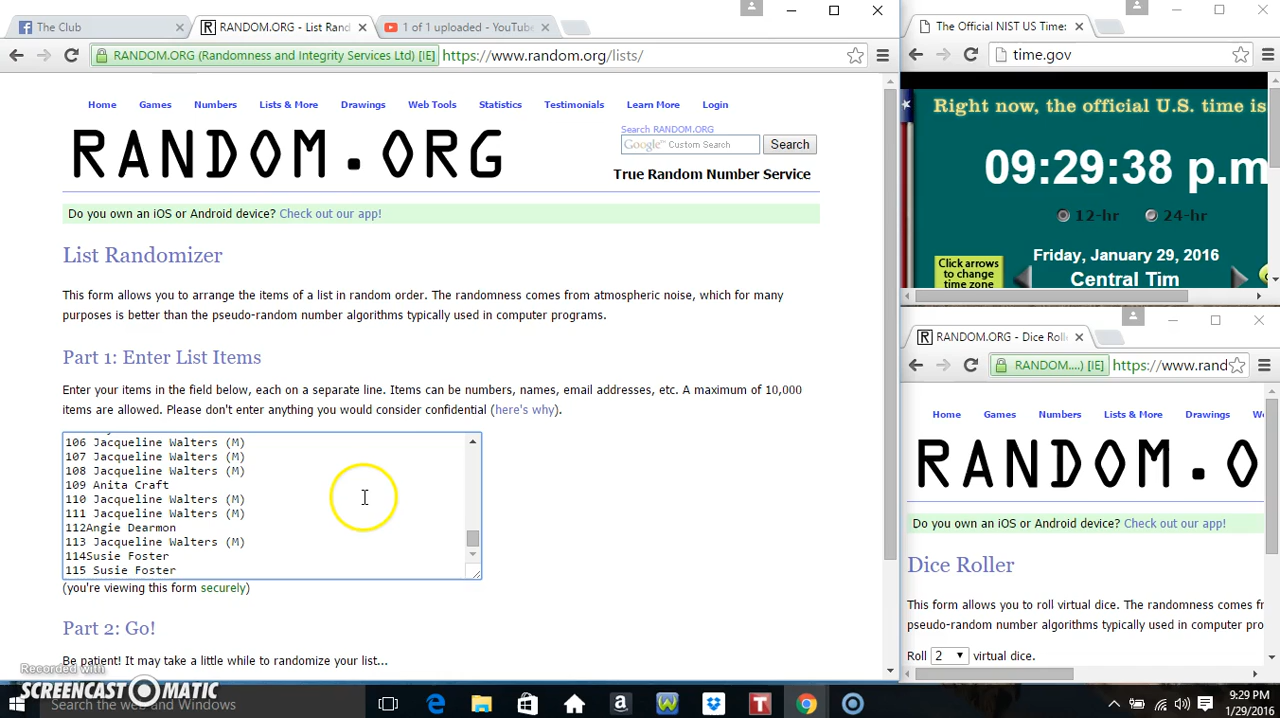 The Club
RANDOM.ORG - List Rand
1 of 1 uploaded - YouTube
RANDOM.ORG (Randomness and Integrity Services Ltd) [IE]
https://www.random.org/lists/
Home Games Numbers Lists & More Drawings Web Tools Statistics Testimonials Learn More Login
RANDOM.ORG
Search RANDOM.ORG
Google™ Custom Search
Search
True Random Number Service
Do you own an iOS or Android device? Check out our app!
List Randomizer
This form allows you to arrange the items of a list in random order. The randomness comes from atmospheric noise, which for many
purposes is better than the pseudo-random number algorithms typically used in computer programs.
Part 1: Enter List Items
Enter your items in the field below, each on a separate line. Items can be numbers, names, email addresses, etc. A maximum of 10,000
items are allowed. Please don't enter anything you would consider confidential (here's why).
106 Jacqueline Walters (M)
107 Jacqueline Walters (M)
108 Jacqueline Walters (M)
109 Anita Craft
110 Jacqueline Walters (M)
111 Jacqueline Walters (M)
112Angie Dearmon
113 Jacqueline Walters (M)
114Susie Foster
115 Susie Foster
(you're viewing this form securely)
Part 2: Go!
Be patient! It may take a little while to randomize your list...
Recorded with
SCREENCAST-O-MATIC
Search the web and Windows
The Official NIST US Time:
time.gov
Right now, the official U.S. time is
09:29:38 p.m
12-hr 24-hr
Friday, January 29, 2016
Central Tim
Click arrows
to change
time zone
RANDOM.ORG - Dice Roll
RANDOM....) [IE]
https://www.rand
Home Games Numbers Lists & More Drawings We
RANDOM.O
Do you own an iOS or Android device? Check out our app!
Dice Roller
This form allows you to roll virtual dice. The randomness comes f
pseudo-random number algorithms typically used in computer pro
Roll 2 virtual dice.
9:29 PM
1/29/2016